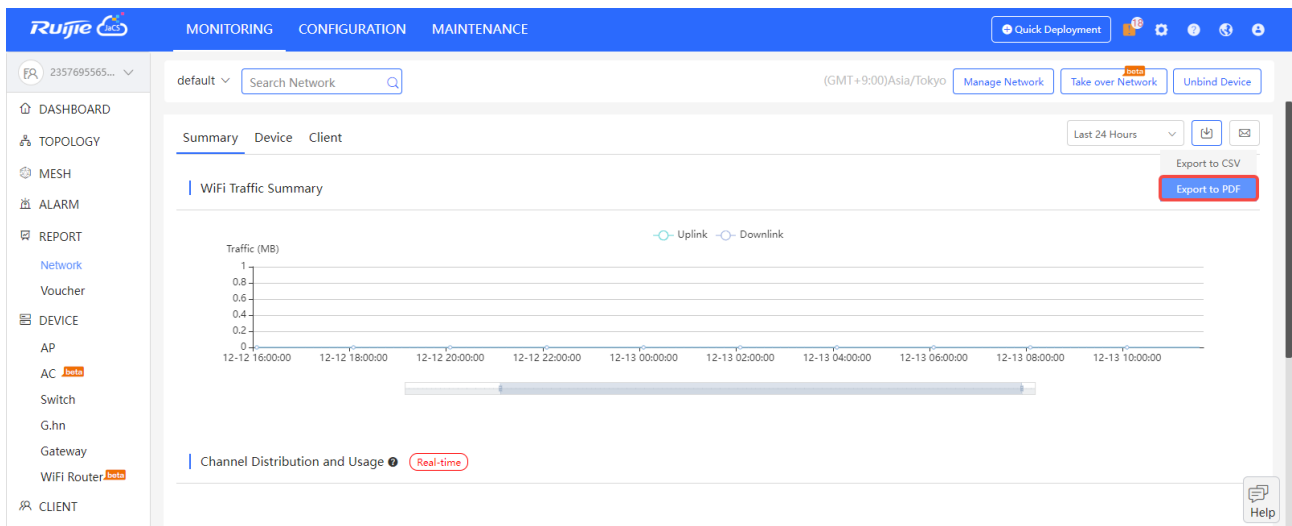 Ruijie JaCS MONITORING CONFIGURATION MAINTENANCE Quick Deployment 18
2357695565... default Search Network (GMT+9:00)Asia/Tokyo Manage Network Take over Network beta Unbind Device
DASHBOARD
TOPOLOGY
MESH
ALARM
REPORT
Network
Voucher
DEVICE
AP
AC beta
Switch
G.hn
Gateway
WiFi Router beta
CLIENT
Summary Device Client Last 24 Hours
Export to CSV
Export to PDF
WiFi Traffic Summary
Uplink Downlink
Traffic (MB)
1
0.8
0.6
0.4
0.2
0
12-12 16:00:00 12-12 18:00:00 12-12 20:00:00 12-12 22:00:00 12-13 00:00:00 12-13 02:00:00 12-13 04:00:00 12-13 06:00:00 12-13 08:00:00 12-13 10:00:00
Channel Distribution and Usage Real-time
Help